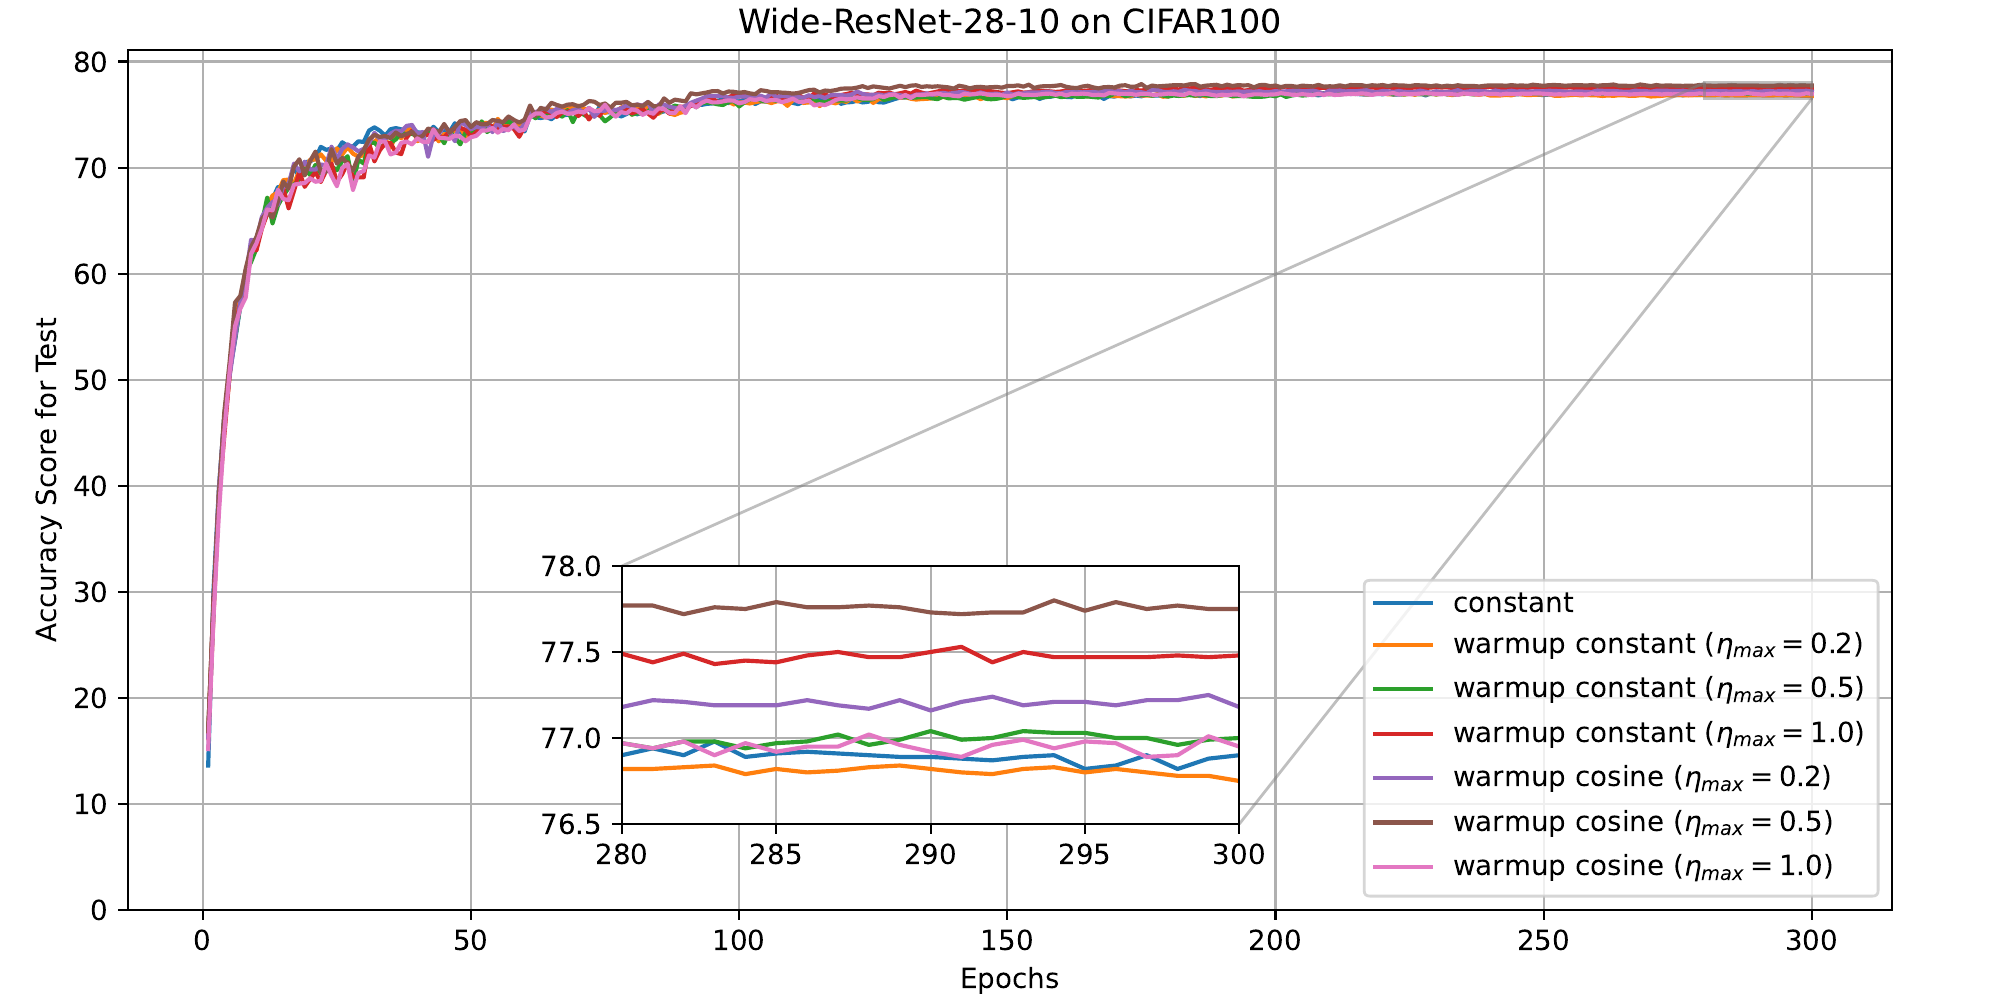 Wide-ResNet-28-10 on CIFAR100
Accuracy Score for Test
80
70
60
50
40
30
20
10
0
78.0
77.5
77.0
76.5
280 285 290 295 300
constant
warmup constant (η_max = 0.2)
warmup constant (η_max = 0.5)
warmup constant (η_max = 1.0)
warmup cosine (η_max = 0.2)
warmup cosine (η_max = 0.5)
warmup cosine (η_max = 1.0)
0 50 100 150 200 250 300
Epochs